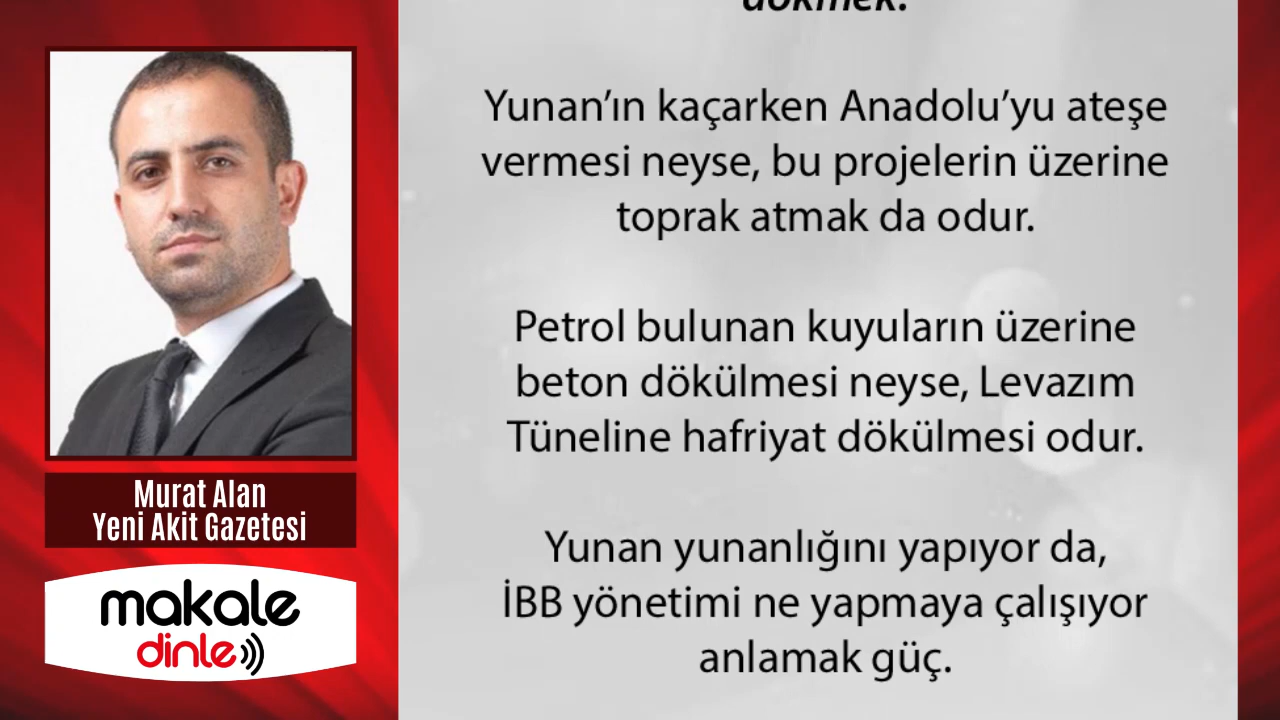 dökmek.
Yunan’ın kaçarken Anadolu’yu ateşe
vermesi neyse, bu projelerin üzerine
toprak atmak da odur.
Petrol bulunan kuyuların üzerine
beton dökülmesi neyse, Levazım
Tüneline hafriyat dökülmesi odur.
Yunan yunanlığını yapıyor da,
İBB yönetimi ne yapmaya çalışıyor
anlamak güç.
Murat Alan
Yeni Akit Gazetesi
makale
dinle